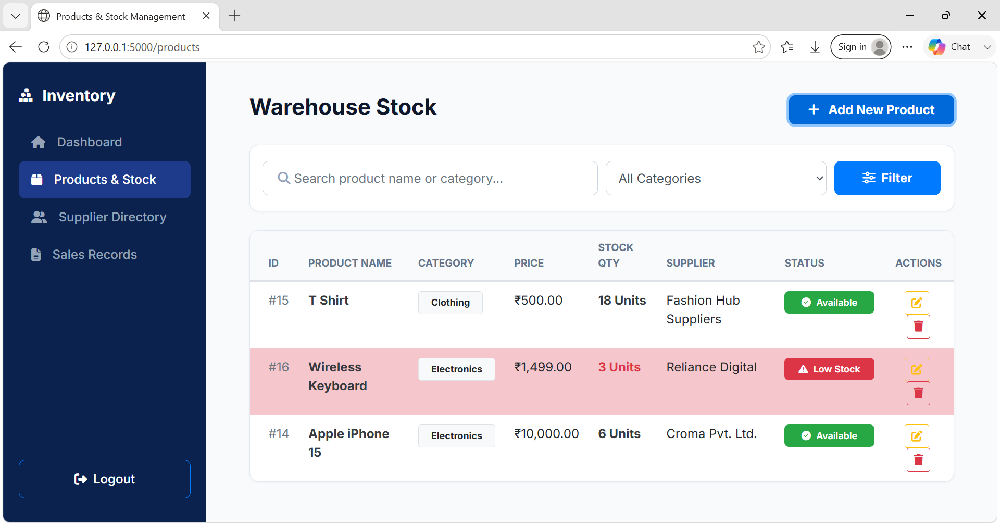 Products & Stock Management
127.0.0.1:5000/products
Sign in
Chat
Inventory
Dashboard
Products & Stock
Supplier Directory
Sales Records
Logout
Warehouse Stock
Add New Product
Search product name or category...
All Categories
Filter
ID PRODUCT NAME CATEGORY PRICE STOCK QTY SUPPLIER STATUS ACTIONS
#15 T Shirt Clothing ₹500.00 18 Units Fashion Hub Suppliers Available
#16 Wireless Keyboard Electronics ₹1,499.00 3 Units Reliance Digital Low Stock
#14 Apple iPhone 15 Electronics ₹10,000.00 6 Units Croma Pvt. Ltd. Available